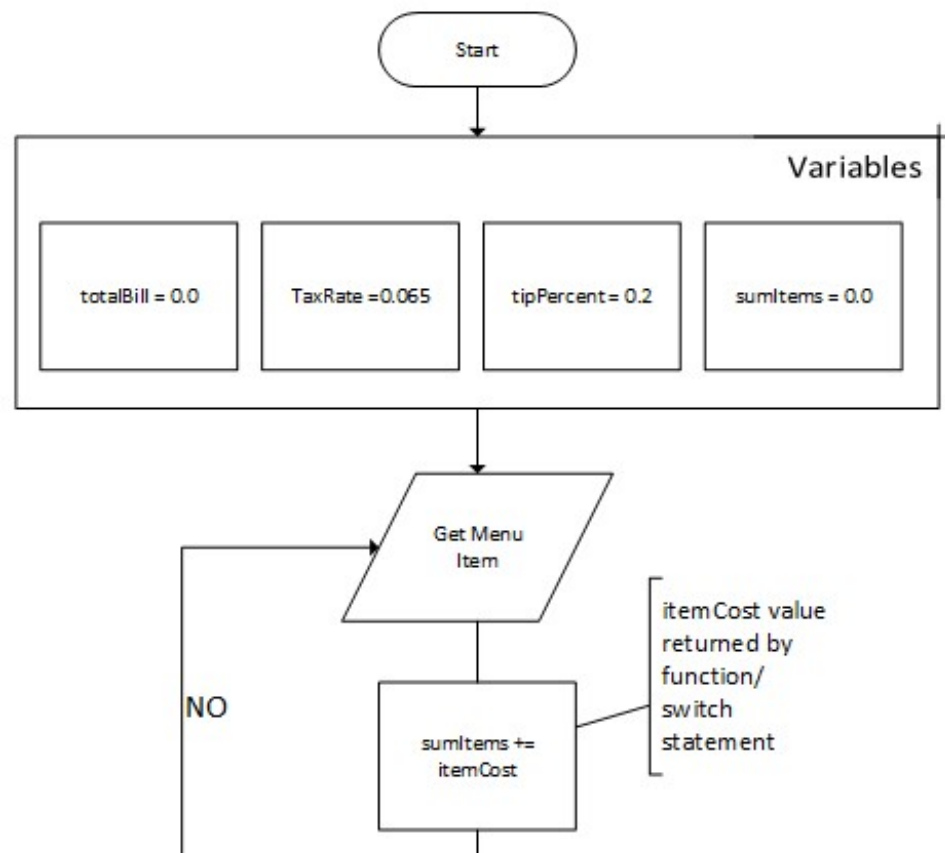 Start
Variables
totalBill = 0.0
TaxRate =0.065
tipPercent = 0.2
sumItems = 0.0
Get Menu
Item
itemCost value
returned by
function/
switch
statement
NO
sumItems +=
itemCost